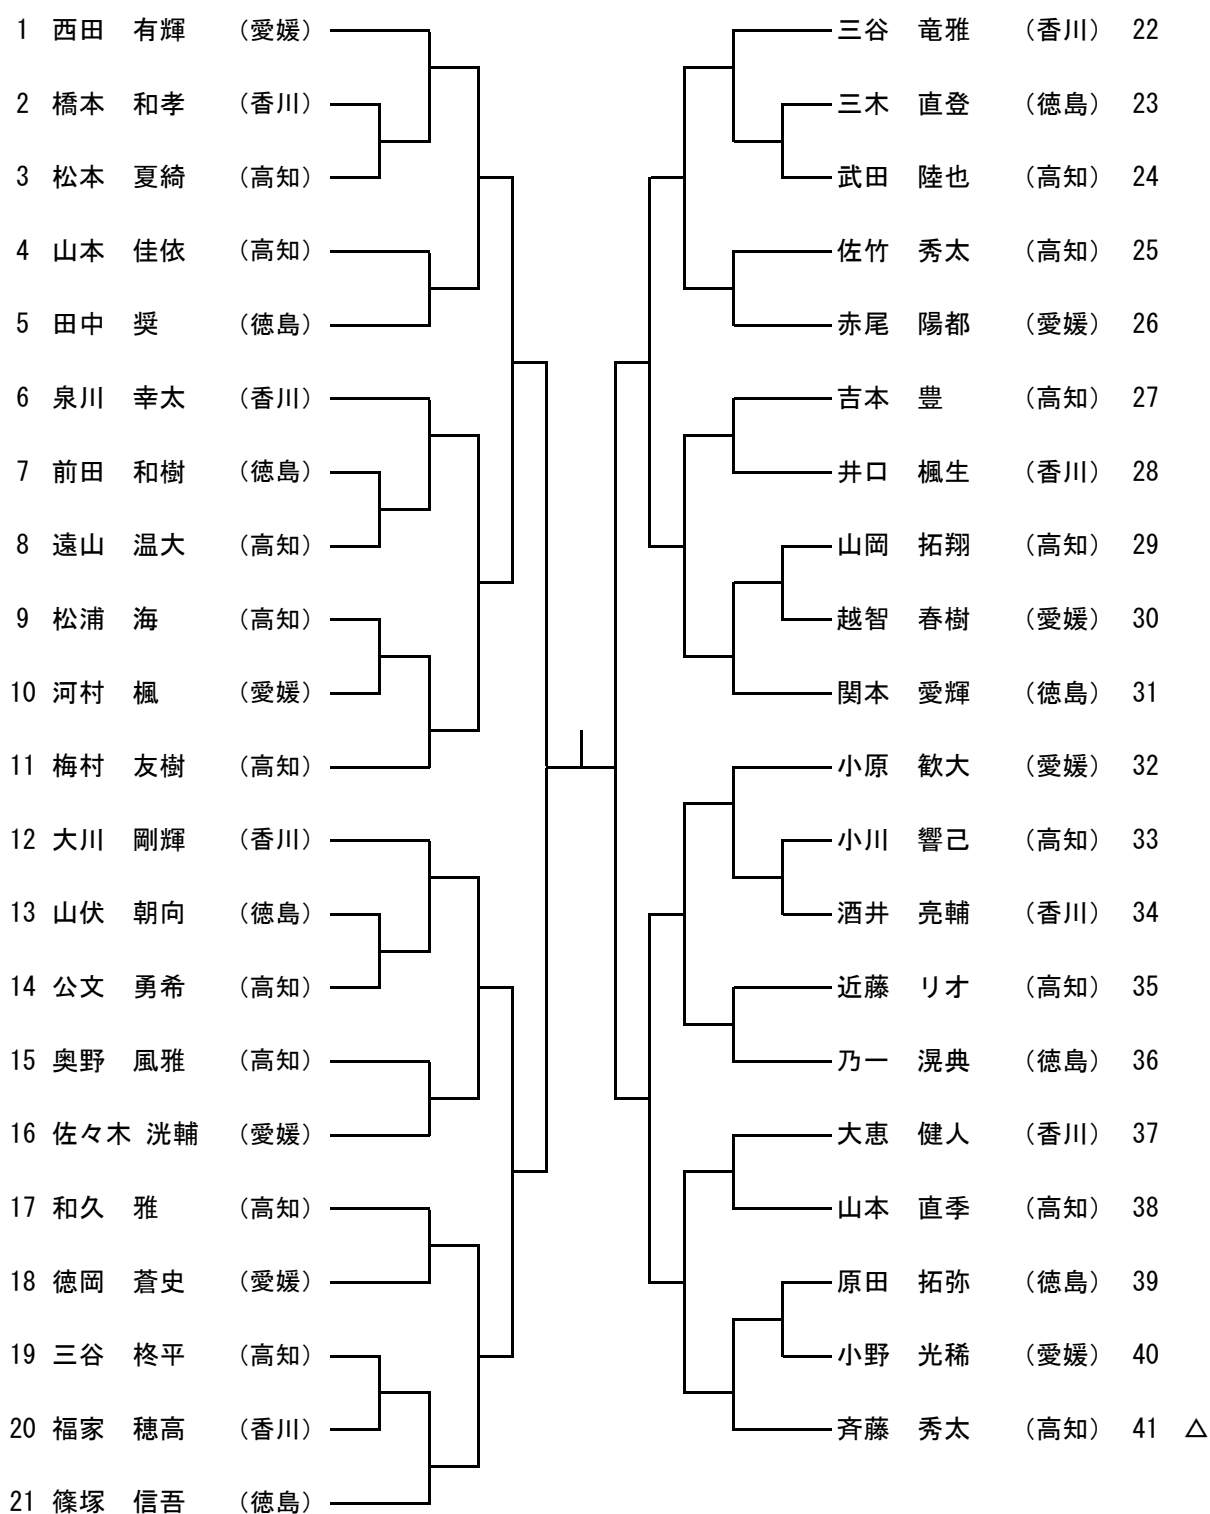 1 西田 有輝 （愛媛）
2 橋本 和孝 （香川）
3 松本 夏綺 （高知）
4 山本 佳依 （高知）
5 田中 奨 （徳島）
6 泉川 幸太 （香川）
7 前田 和樹 （徳島）
8 遠山 温大 （高知）
9 松浦 海 （高知）
10 河村 楓 （愛媛）
11 梅村 友樹 （高知）
12 大川 剛輝 （香川）
13 山伏 朝向 （徳島）
14 公文 勇希 （高知）
15 奥野 風雅 （高知）
16 佐々木 洸輔 （愛媛）
17 和久 雅 （高知）
18 徳岡 蒼史 （愛媛）
19 三谷 柊平 （高知）
20 福家 穂高 （香川）
21 篠塚 信吾 （徳島）
三谷 竜雅 （香川） 22
三木 直登 （徳島） 23
武田 陸也 （高知） 24
佐竹 秀太 （高知） 25
赤尾 陽都 （愛媛） 26
吉本 豊 （高知） 27
井口 楓生 （香川） 28
山岡 拓翔 （高知） 29
越智 春樹 （愛媛） 30
関本 愛輝 （徳島） 31
小原 歓大 （愛媛） 32
小川 響己 （高知） 33
酒井 亮輔 （香川） 34
近藤 リオ （高知） 35
乃一 滉典 （徳島） 36
大恵 健人 （香川） 37
山本 直季 （高知） 38
原田 拓弥 （徳島） 39
小野 光稀 （愛媛） 40
斉藤 秀太 （高知） 41 △